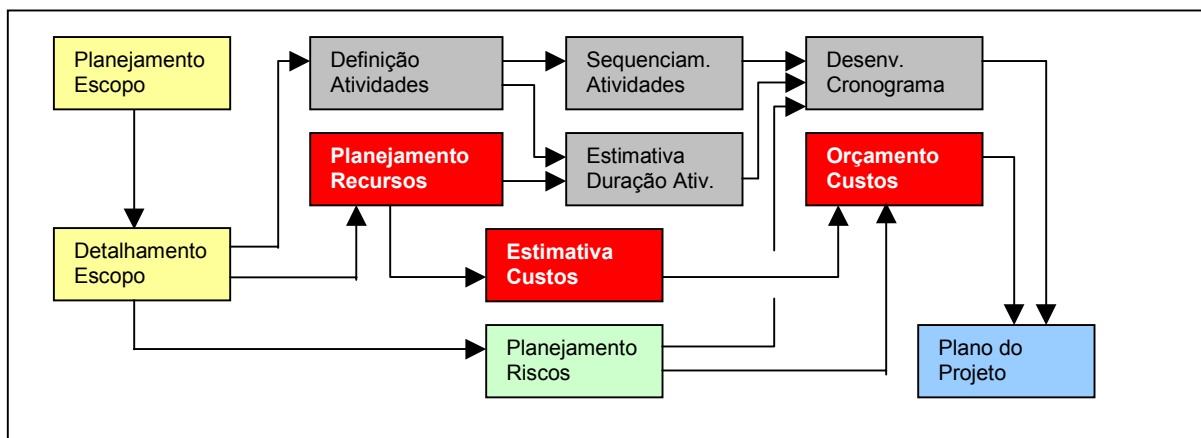 Planejamento
Escopo
Definição
Atividades
Sequenciam.
Atividades
Desenv.
Cronograma
Planejamento
Recursos
Estimativa
Duração Ativ.
Orçamento
Custos
Detalhamento
Escopo
Estimativa
Custos
Planejamento
Riscos
Plano do
Projeto